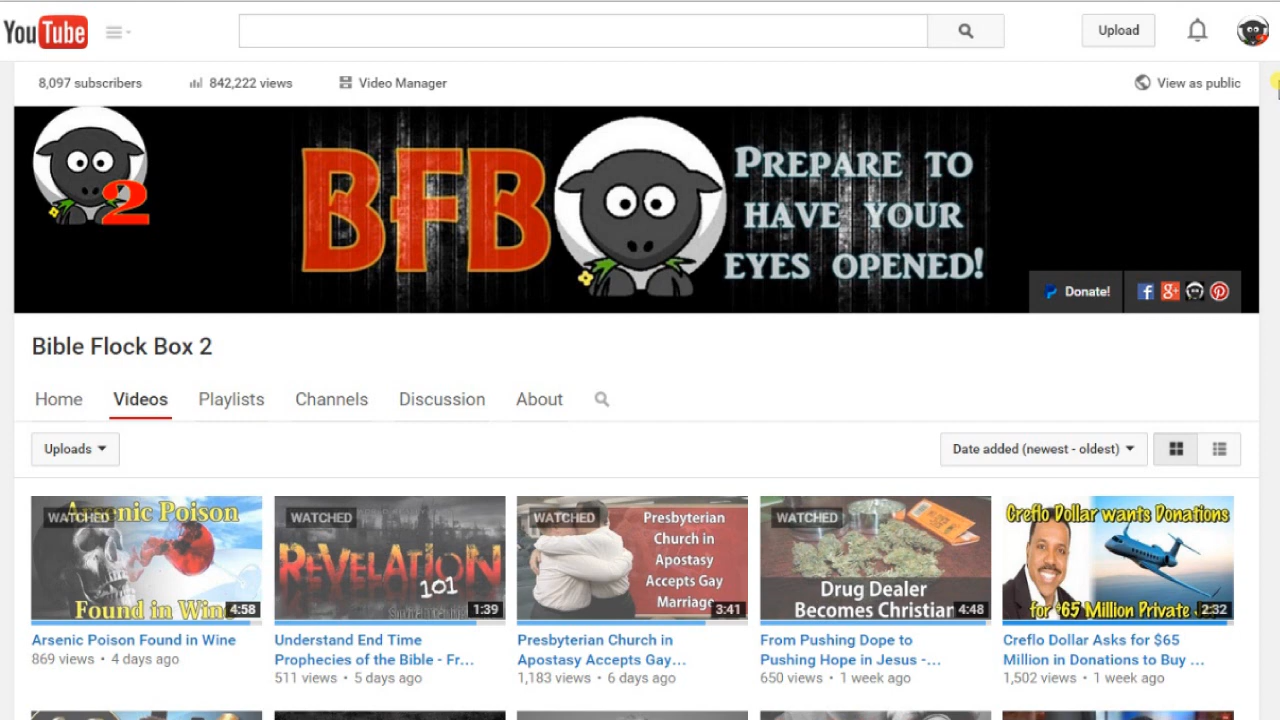 YouTube
Upload
8,097 subscribers
842,222 views
Video Manager
View as public
2
BFB
PREPARE TO
HAVE YOUR
EYES OPENED!
Donate!
Bible Flock Box 2
Home
Videos
Playlists
Channels
Discussion
About
Uploads
Date added (newest - oldest)
WATCHED
Arsenic Poison
Found in Wine
4:58
Arsenic Poison Found in Wine
869 views • 4 days ago
WATCHED
REVELATION
101
1:39
Understand End Time
Prophecies of the Bible - Fr...
511 views • 5 days ago
WATCHED
Presbyterian
Church in
Apostasy
Accepts Gay
Marriage
3:41
Presbyterian Church in
Apostasy Accepts Gay...
1,183 views • 6 days ago
WATCHED
Drug Dealer
Becomes Christian
4:48
From Pushing Dope to
Pushing Hope in Jesus -...
650 views • 1 week ago
Creflo Dollar wants Donations
for $65 Million Private
2:32
Creflo Dollar Asks for $65
Million in Donations to Buy ...
1,502 views • 1 week ago